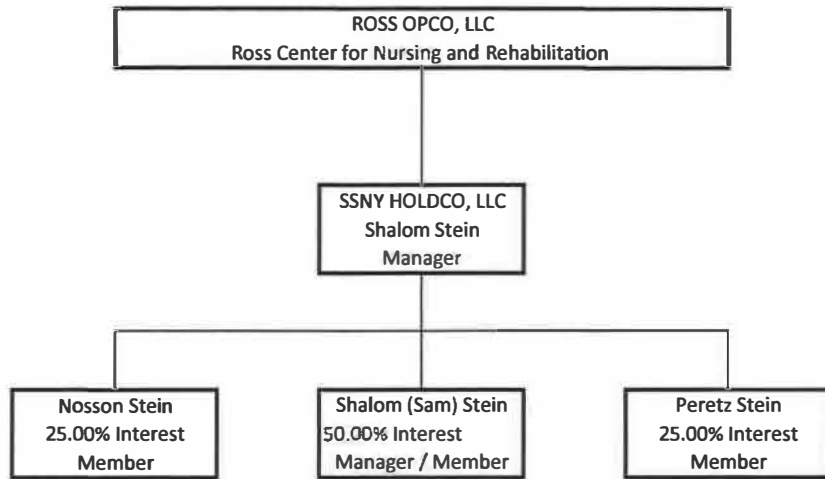 ROSS OPCO, LLC
Ross Center for Nursing and Rehabilitation
SSNY HOLDCO, LLC
Shalom Stein
Manager
Nosson Stein
25.00% Interest
Member
Shalom (Sam) Stein
50.00% Interest
Manager / Member
Peretz Stein
25.00% Interest
Member